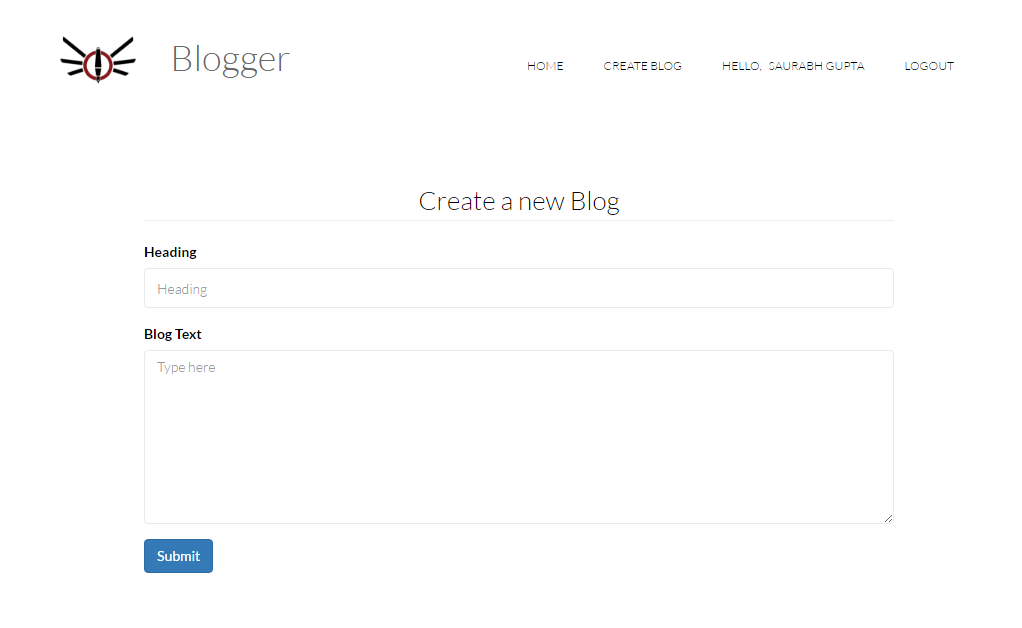 Blogger
HOME CREATE BLOG HELLO, SAURABH GUPTA LOGOUT
Create a new Blog
Heading
Heading
Blog Text
Type here
Submit